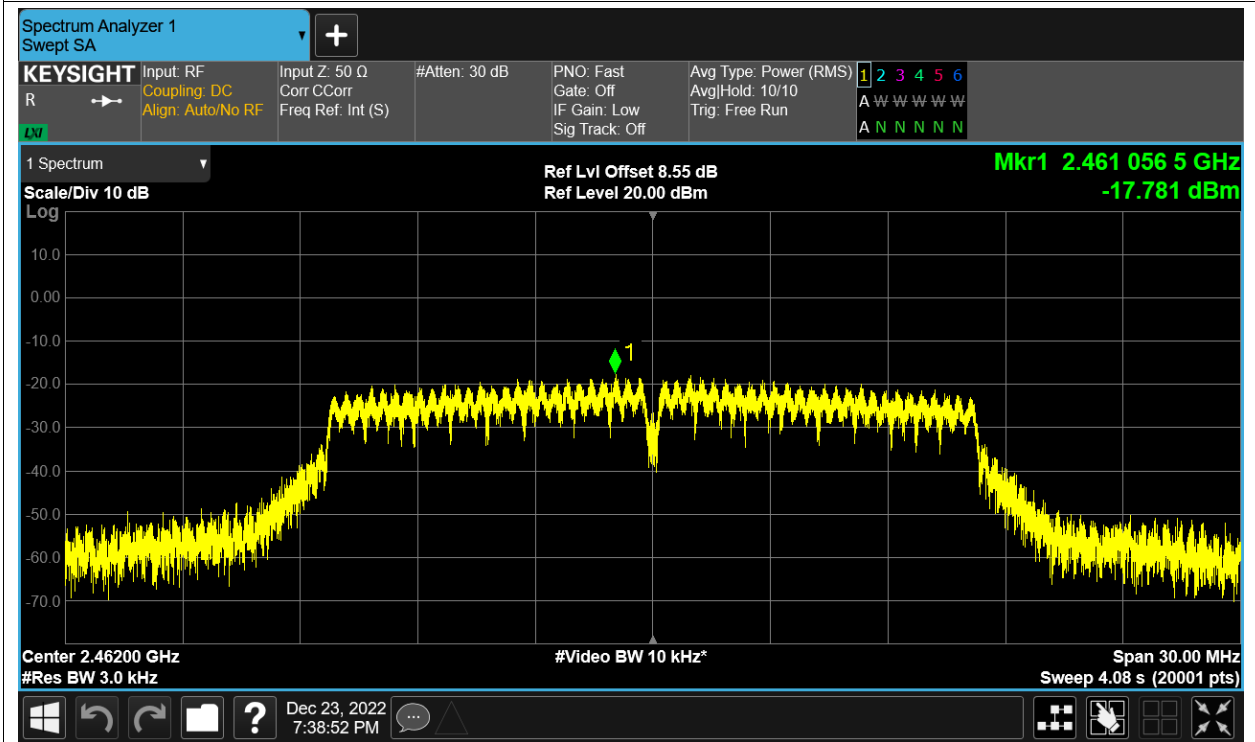 Spectrum Analyzer 1
Swept SA
KEYSIGHT
R
LXI
Input: RF
Coupling: DC
Align: Auto/No RF
Input Z: 50 Ω
Corr CCorr
Freq Ref: Int (S)
#Atten: 30 dB
PNO: Fast
Gate: Off
IF Gain: Low
Sig Track: Off
Avg Type: Power (RMS)
Avg|Hold: 10/10
Trig: Free Run
1 2 3 4 5 6
A W W W W W
A N N N N N
1 Spectrum
Scale/Div 10 dB
Log
Ref Lvl Offset 8.55 dB
Ref Level 20.00 dBm
Mkr1 2.461 056 5 GHz
-17.781 dBm
10.0
0.00
-10.0
1
-20.0
-30.0
-40.0
-50.0
-60.0
-70.0
Center 2.46200 GHz
#Video BW 10 kHz*
Span 30.00 MHz
#Res BW 3.0 kHz
Sweep 4.08 s (20001 pts)
?
Dec 23, 2022
7:38:52 PM